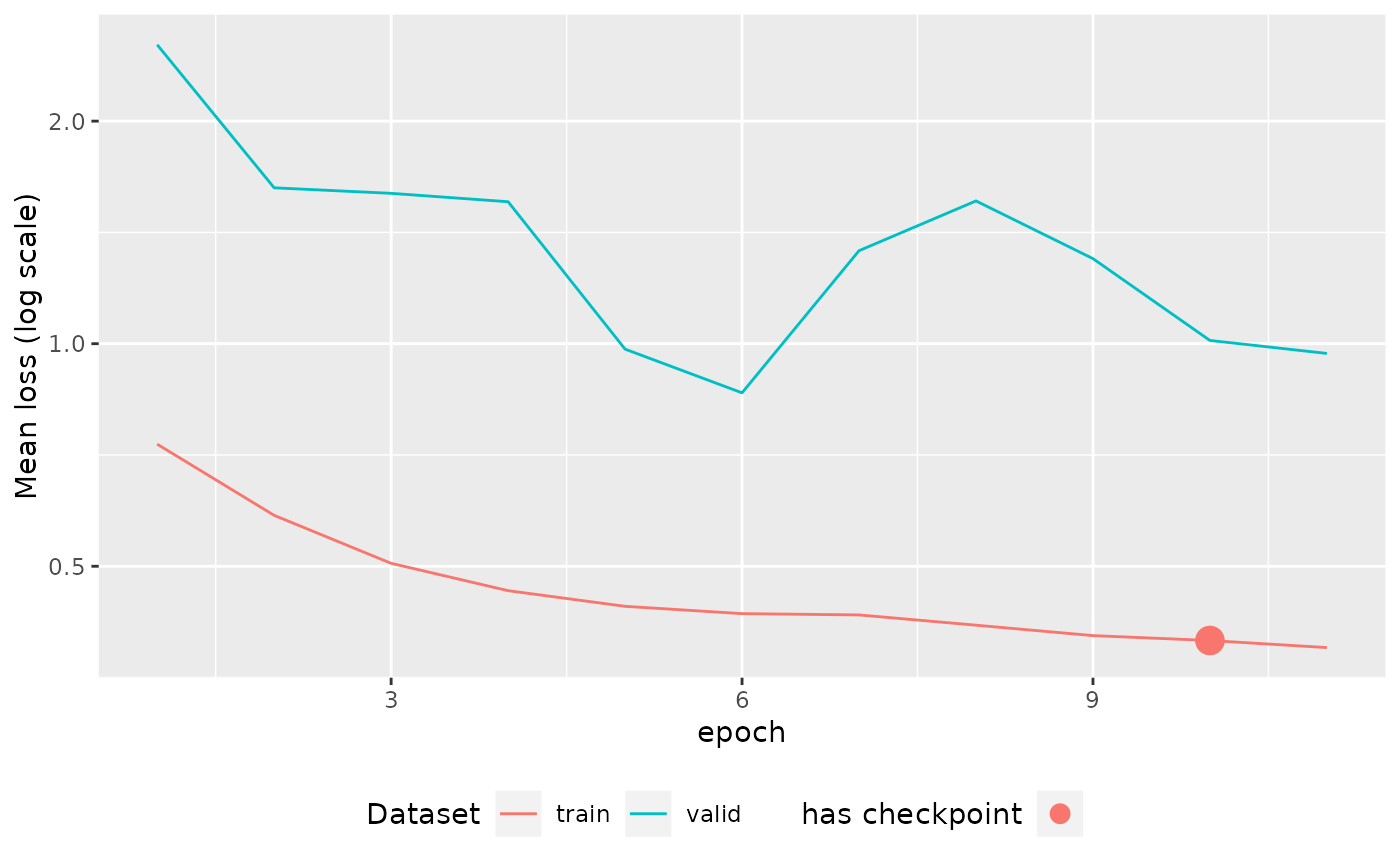 Mean loss (log scale)
2.0
1.0
0.5
3 6 9
epoch
Dataset train valid has checkpoint